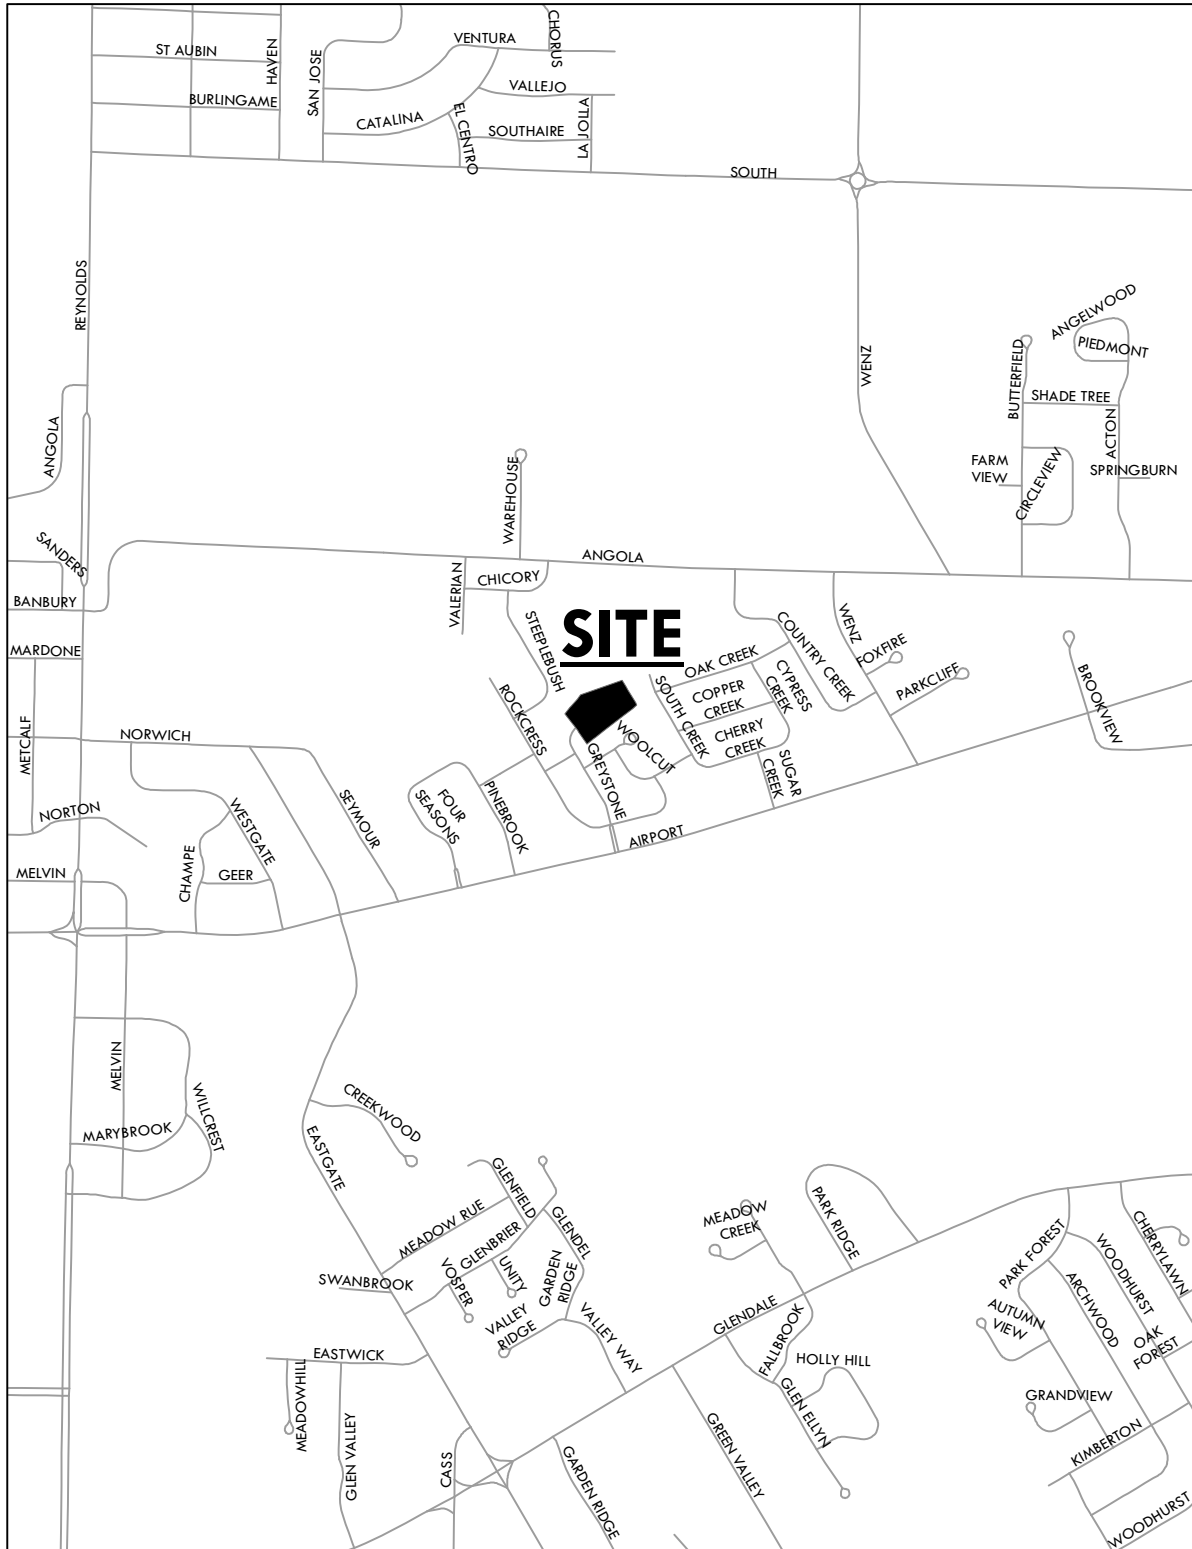 CHORUS
VENTURA
ST AUBIN
HAVEN
SAN JOSE
VALLEJO
BURLINGAME
CATALINA
EL CENTRO
SOUTHAIRE
LA JOLLA
SOUTH
REYNOLDS
WENZ
ANGELWOOD
PIEDMONT
BUTTERFIELD
SHADE TREE
ACTON
ANGOLA
FARM
VIEW
CIRCLEVIEW
SPRINGBURN
WAREHOUSE
SANDERS
ANGOLA
BANBURY
VALERIAN
CHICORY
STEEPLEBUSH
SITE
MARDONE
WENZ
COUNTRY CREEK
FOXFIRE
OAK CREEK
CYPRESS
CREEK
PARKCLIFF
BROOKVIEW
ROCKCRESS
SOUTH CREEK
COPPER
CREEK
METCALF
NORWICH
WOOLCUT
CHERRY
CREEK
SUGAR
CREEK
GREYSTONE
SEYMOUR
FOUR
SEASONS
PINEBROOK
NORTON
WESTGATE
AIRPORT
MELVIN
CHAMPE
GEER
MELVIN
WILLCREST
MARYBROOK
CREEKWOOD
EASTGATE
GLENFIELD
MEADOW RUE
GLENBRIER
GLENDEL
MEADOW
CREEK
PARK RIDGE
PARK FOREST
WOODHURST
CHERRYLAWN
SWANBROOK
VOSPER
UNITY
GARDEN
RIDGE
ARCHWOOD
VALLEY
RIDGE
VALLEY WAY
GLENDALE
FALLBROOK
AUTUMN
VIEW
OAK
FOREST
EASTWICK
HOLLY HILL
MEADOWHILL
GLEN ELLYN
GRANDVIEW
GLEN VALLEY
CASS
GARDEN RIDGE
GREEN VALLEY
KIMBERTON
WOODHURST